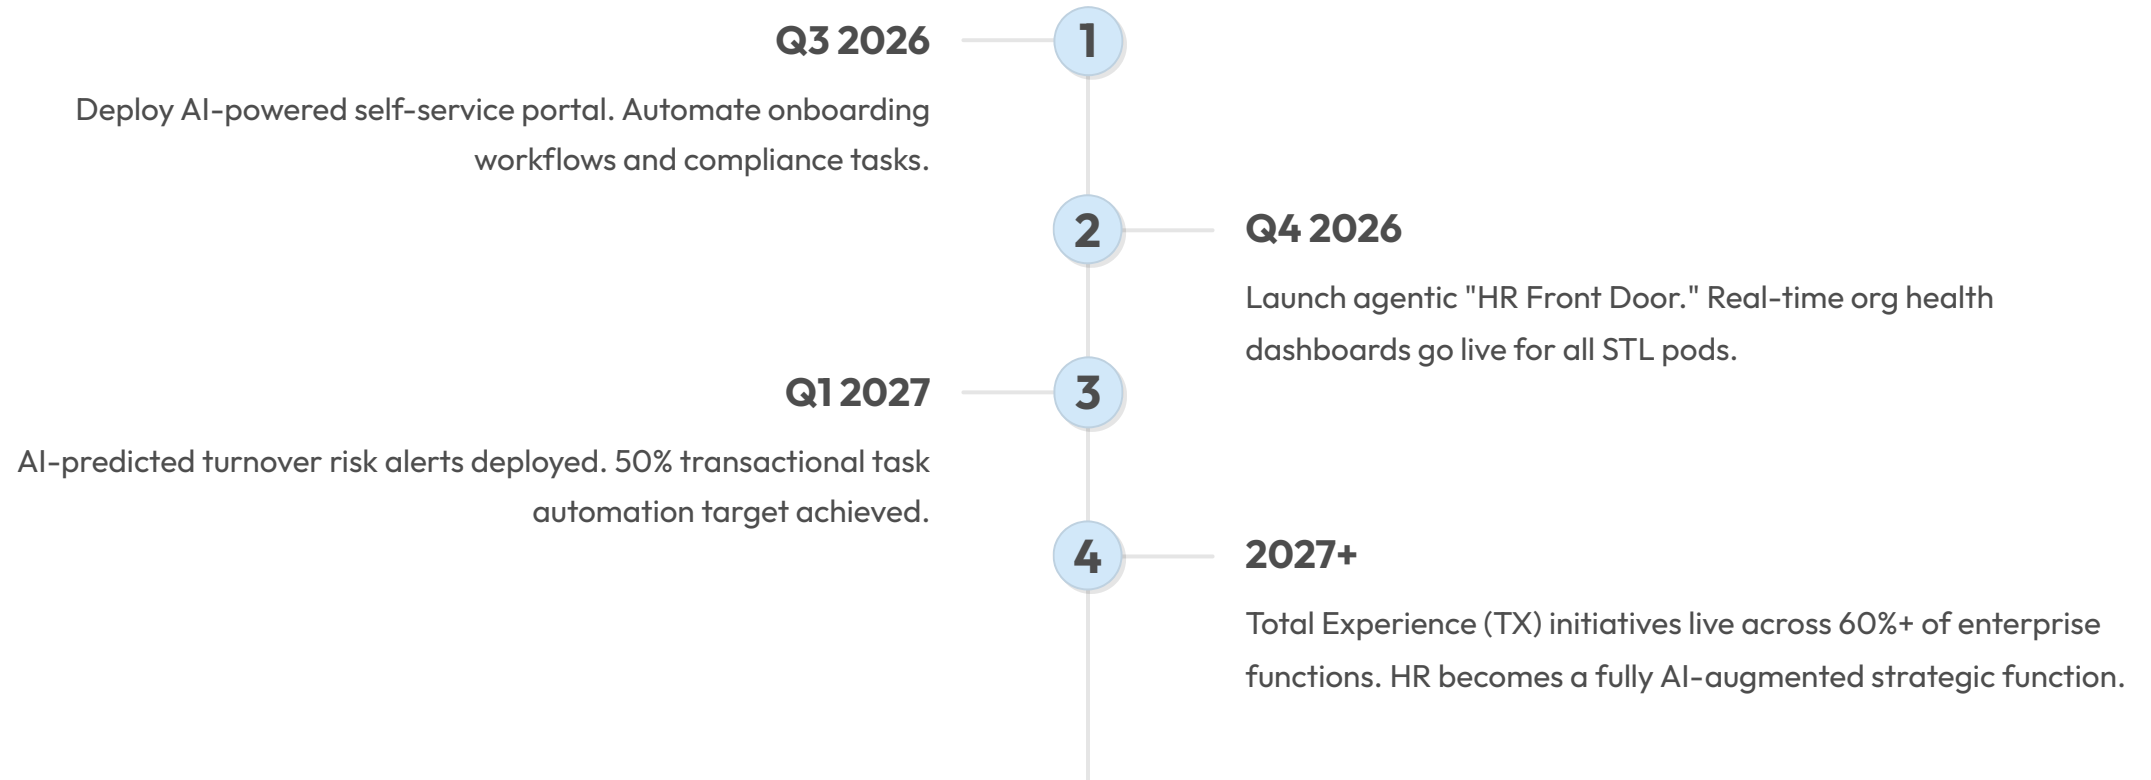 1
Q3 2026
Deploy AI-powered self-service portal. Automate onboarding
workflows and compliance tasks.
2
Q4 2026
Launch agentic "HR Front Door." Real-time org health
dashboards go live for all STL pods.
3
Q1 2027
AI-predicted turnover risk alerts deployed. 50% transactional task
automation target achieved.
4
2027+
Total Experience (TX) initiatives live across 60%+ of enterprise
functions. HR becomes a fully AI-augmented strategic function.